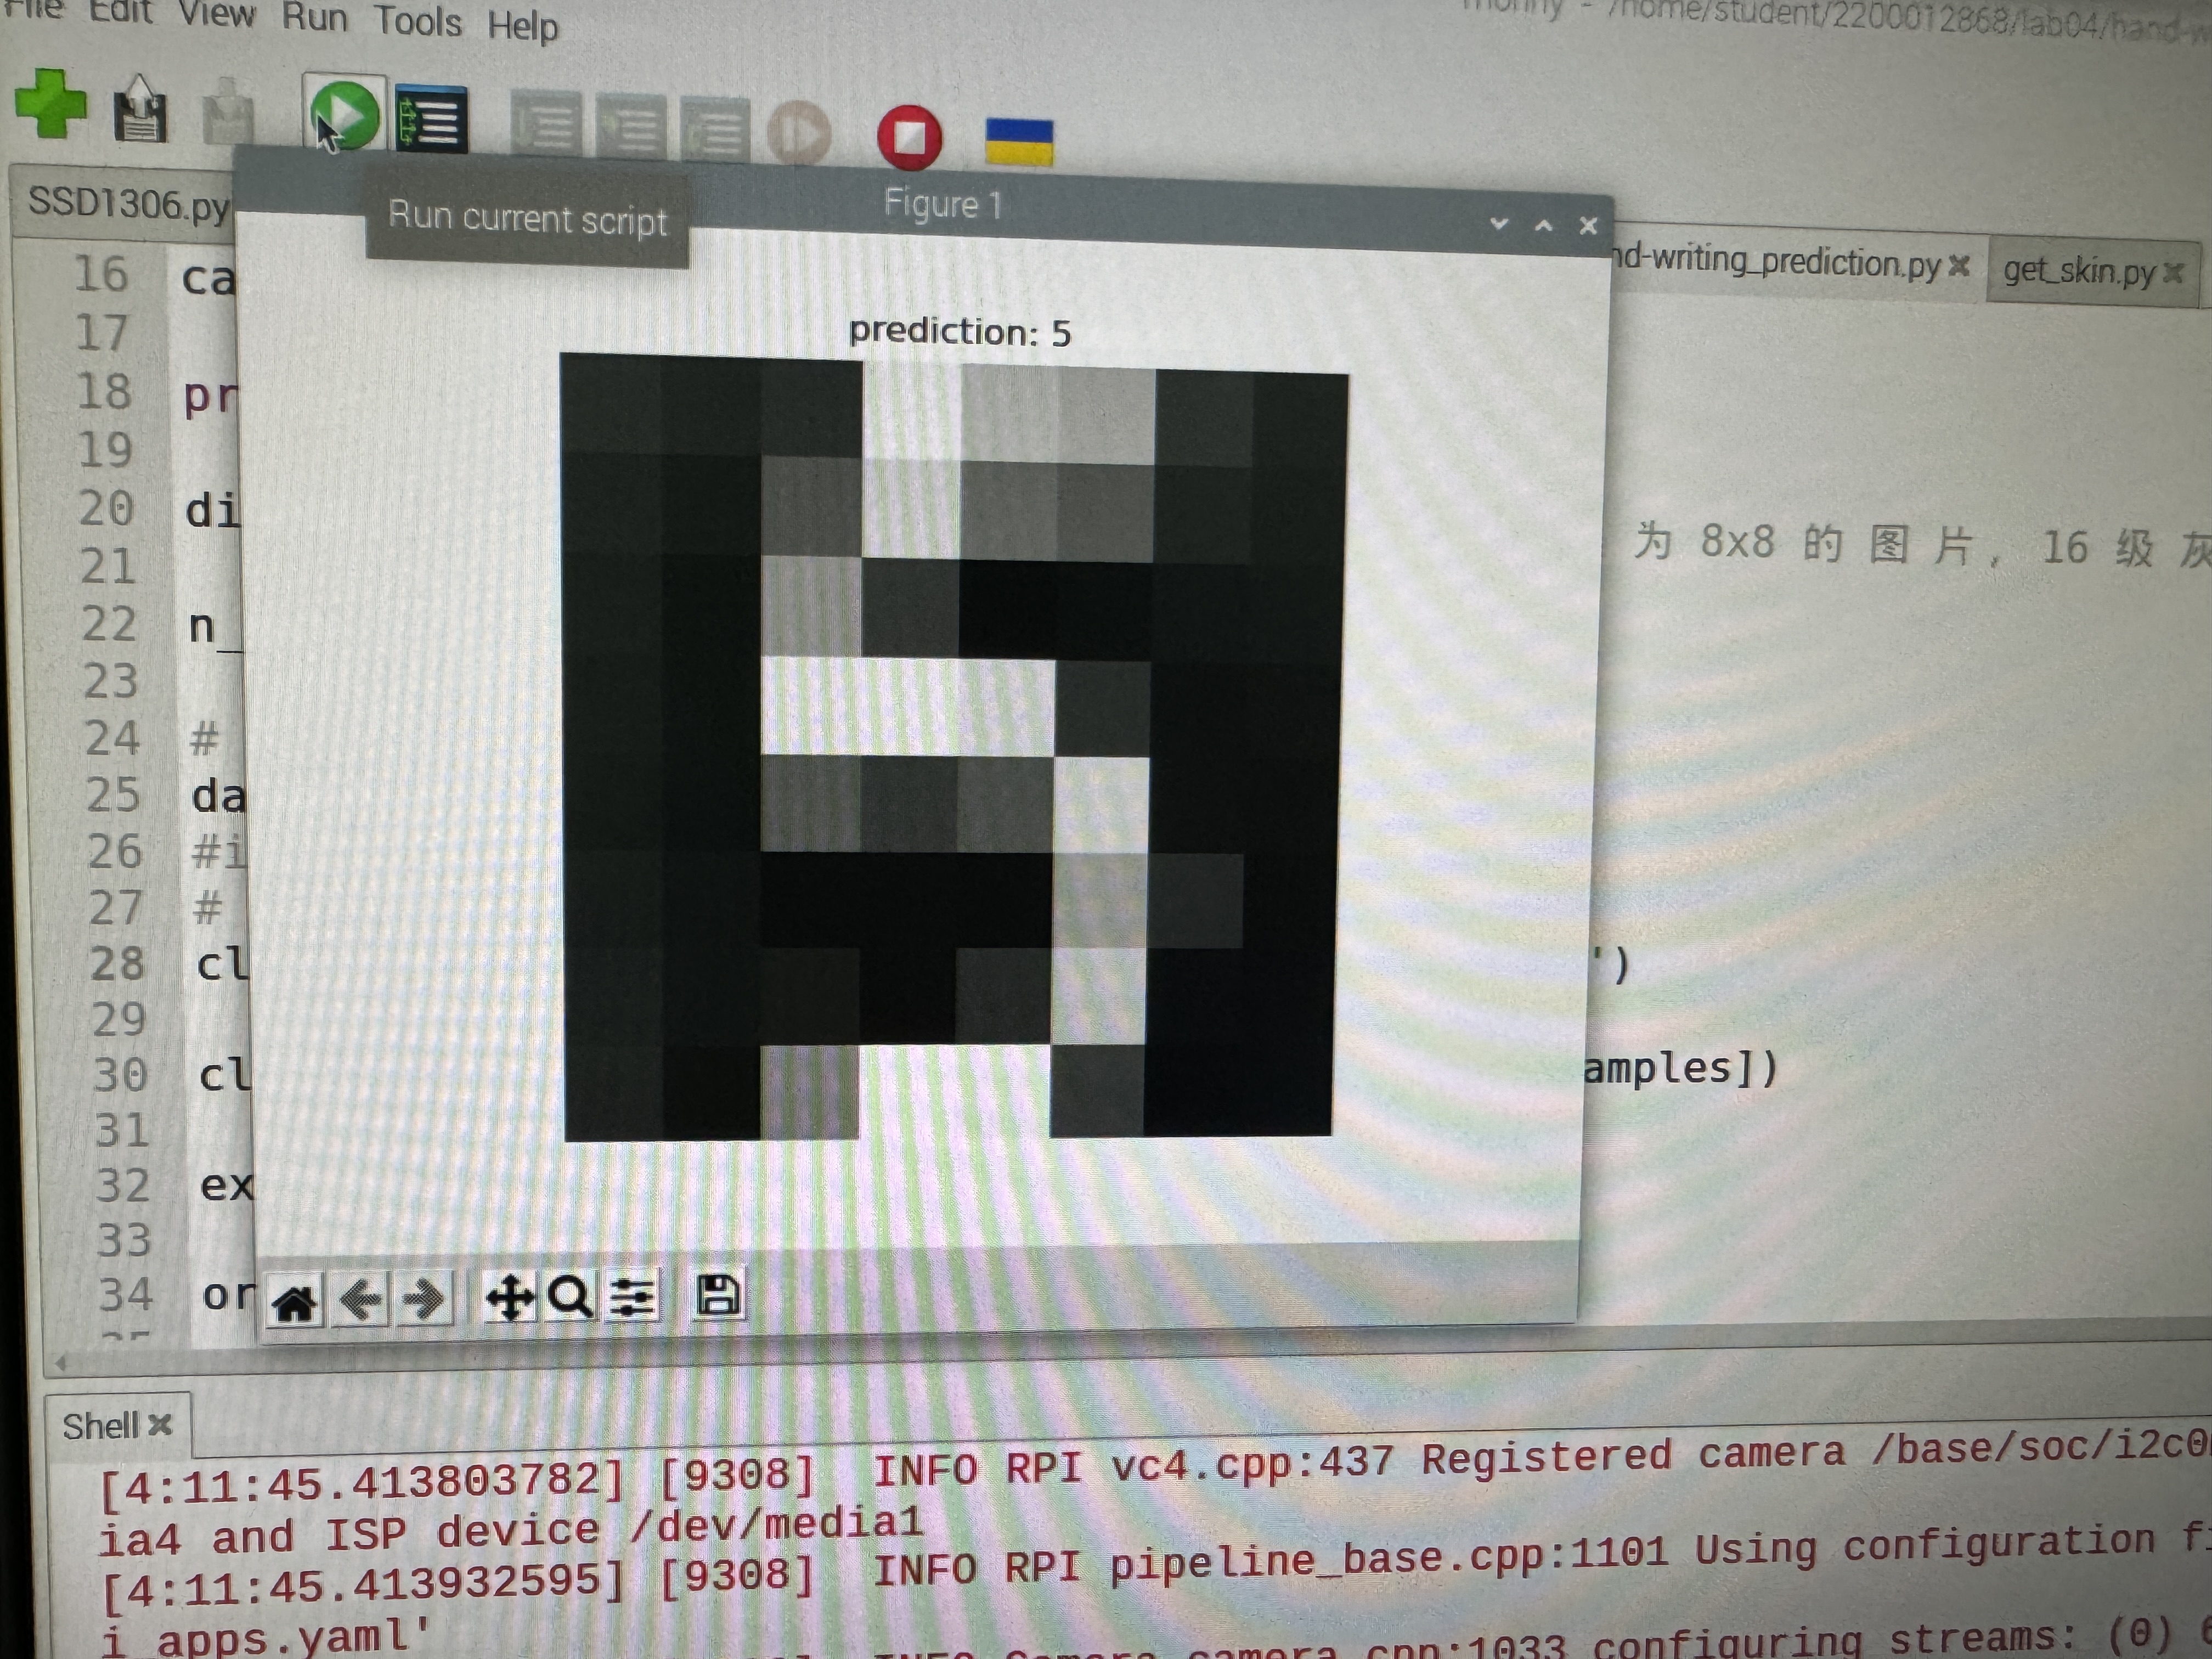 File Edit View Run Tools Help
/home/student/2200012868/lab04/hand-w
SSD1306.py
Run current script
Figure 1
nd-writing_prediction.py
get_skin.py
prediction: 5
16 ca
17
18 pr
19
20 di
为 8x8 的 图 片， 16 级 灰
21
22 n_
23
24 #
25 da
26 #i
27 #
28 cl
')
29
30 cl
amples])
31
32 ex
33
34 or
Shell
[4:11:45.413803782] [9308] INFO RPI vc4.cpp:437 Registered camera /base/soc/i2c0
ia4 and ISP device /dev/media1
[4:11:45.413932595] [9308] INFO RPI pipeline_base.cpp:1101 Using configuration fi
i_apps.yaml'
INFO Camera camera.cpp:1033 configuring streams: (0) 6